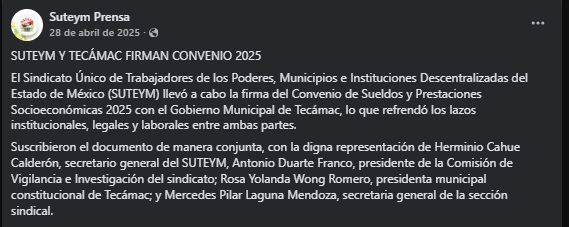 Suteym Prensa
28 de abril de 2025 ·
SUTEYM Y TECÁMAC FIRMAN CONVENIO 2025
El Sindicato Único de Trabajadores de los Poderes, Municipios e Instituciones Descentralizadas del
Estado de México (SUTEYM) llevó a cabo la firma del Convenio de Sueldos y Prestaciones
Socioeconómicas 2025 con el Gobierno Municipal de Tecámac, lo que refrendó los lazos
institucionales, legales y laborales entre ambas partes.
Suscribieron el documento de manera conjunta, con la digna representación de Herminio Cahue
Calderón, secretario general del SUTEYM, Antonio Duarte Franco, presidente de la Comisión de
Vigilancia e Investigación del sindicato; Rosa Yolanda Wong Romero, presidenta municipal
constitucional de Tecámac; y Mercedes Pilar Laguna Mendoza, secretaria general de la sección
sindical.